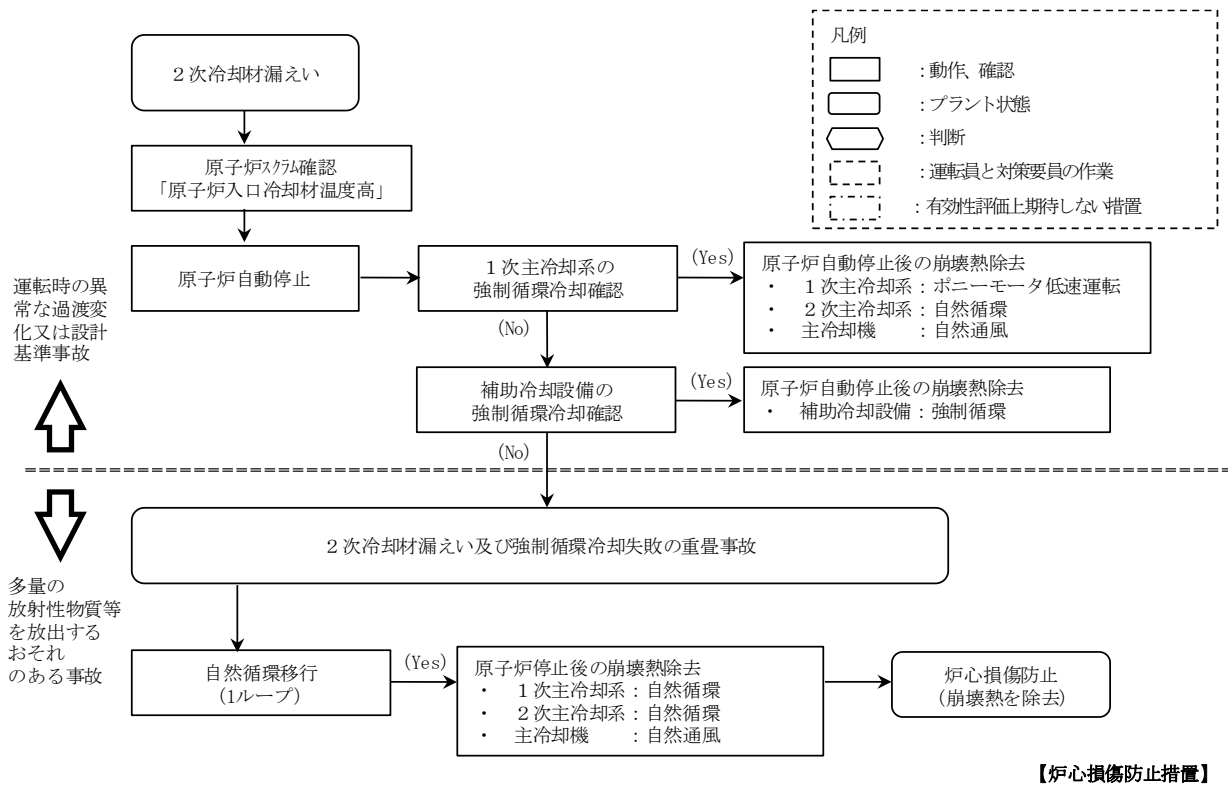 ２次冷却材漏えい
凡例
：動作、確認
：プラント状態
：判断
：運転員と対策要員の作業
：有効性評価上期待しない措置
原子炉ｽｸﾗﾑ確認
「原子炉入口冷却材温度高」
原子炉自動停止
１次主冷却系の
強制循環冷却確認
(Yes)
原子炉自動停止後の崩壊熱除去
・　１次主冷却系：ポニーモータ低速運転
・　２次主冷却系：自然循環
・　主冷却機　　：自然通風
(No)
運転時の異
常な過渡変
化又は設計
基準事故
補助冷却設備の
強制循環冷却確認
(Yes)
原子炉自動停止後の崩壊熱除去
・　補助冷却設備：強制循環
(No)
２次冷却材漏えい及び強制循環冷却失敗の重畳事故
多量の
放射性物質等
を放出する
おそれ
のある事故
自然循環移行
(1ループ)
(Yes)
原子炉停止後の崩壊熱除去
・　１次主冷却系：自然循環
・　２次主冷却系：自然循環
・　主冷却機　　：自然通風
炉心損傷防止
(崩壊熱を除去)
【炉心損傷防止措置】